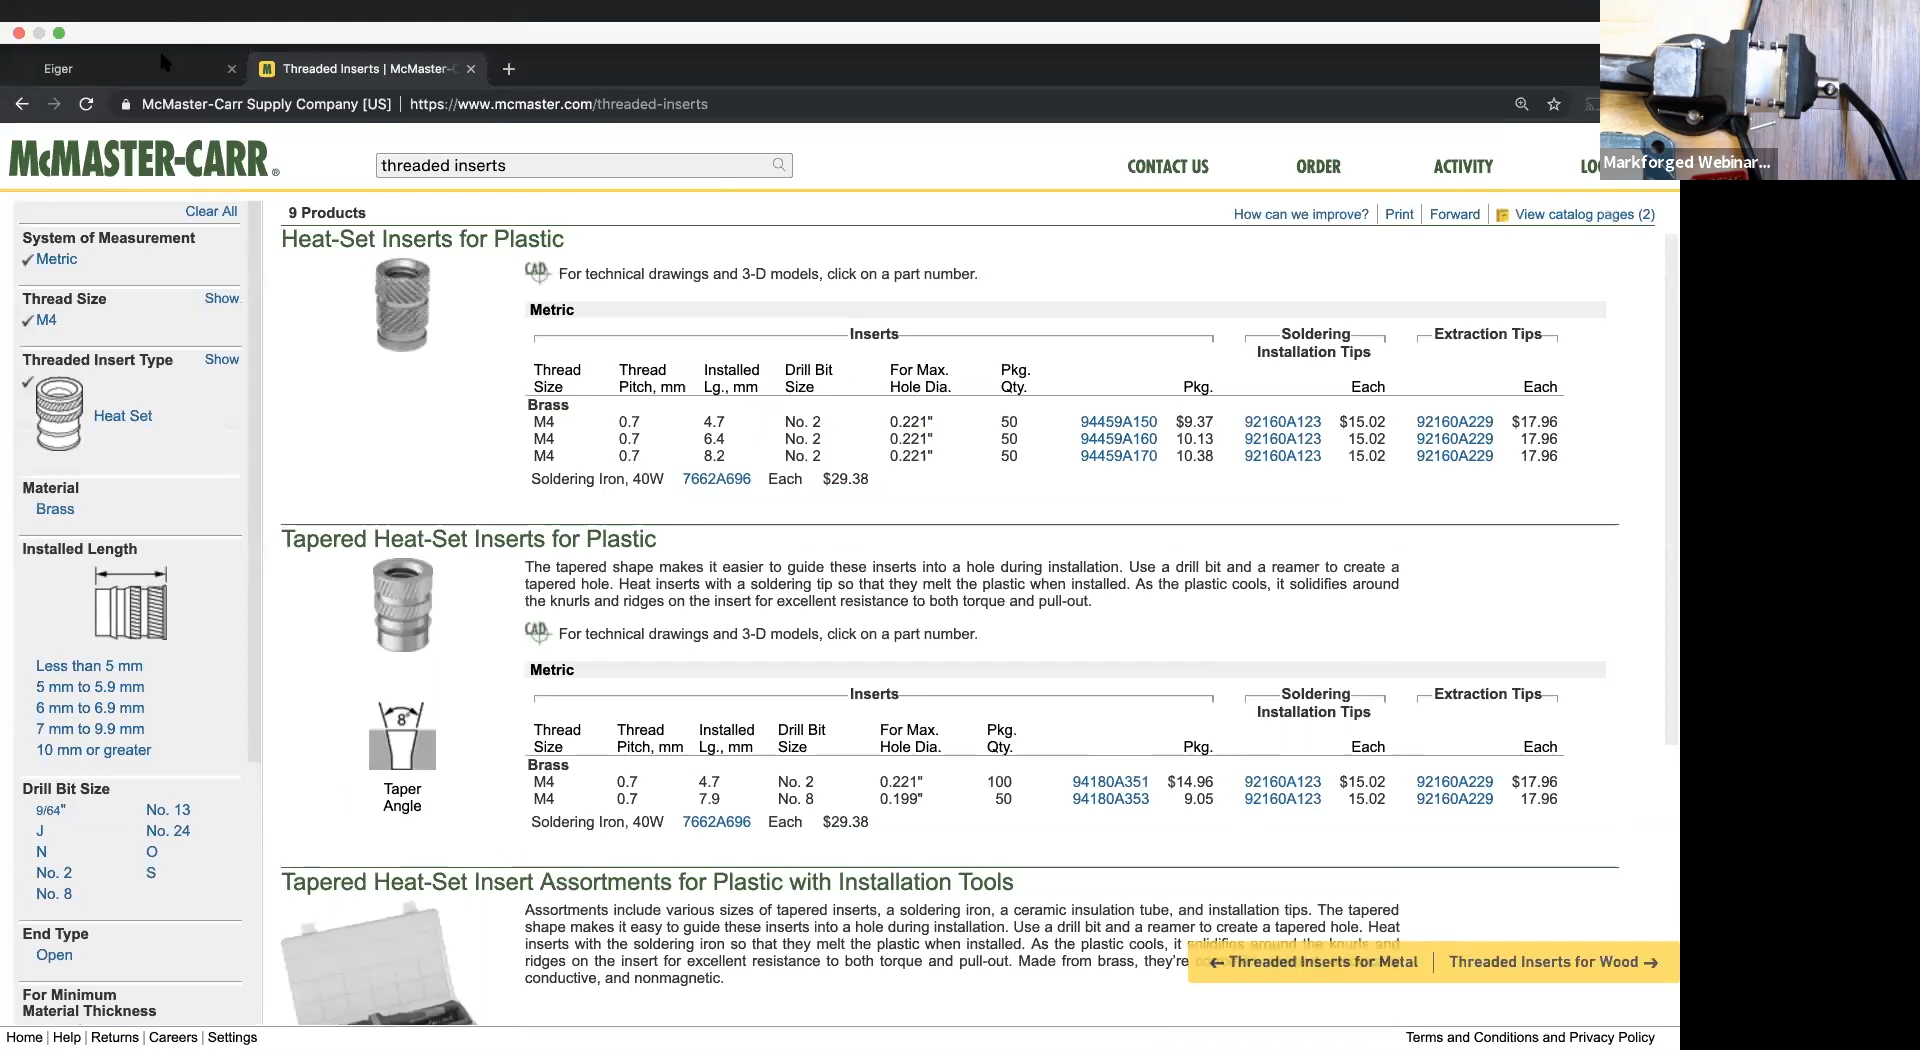 Eiger
Threaded Inserts | McMaster-C
McMaster-Carr Supply Company [US] | https://www.mcmaster.com/threaded-inserts
McMASTER-CARR®
threaded inserts
CONTACT US
ORDER
ACTIVITY
LO
Markforged Webinar...
Clear All
System of Measurement
Metric
Thread Size
Show
M4
Threaded Insert Type
Show
Heat Set
Material
Brass
Installed Length
Less than 5 mm
5 mm to 5.9 mm
6 mm to 6.9 mm
7 mm to 9.9 mm
10 mm or greater
Drill Bit Size
9/64" No. 13
J No. 24
N O
No. 2 S
No. 8
End Type
Open
For Minimum
Material Thickness
9 Products
How can we improve? Print Forward View catalog pages (2)
Heat-Set Inserts for Plastic
CAD For technical drawings and 3-D models, click on a part number.
Metric
Inserts Soldering Extraction Tips
Installation Tips
Thread Thread Installed Drill Bit For Max. Pkg.
Size Pitch, mm Lg., mm Size Hole Dia. Qty. Pkg. Each Each
Brass
M4 0.7 4.7 No. 2 0.221" 50 94459A150 $9.37 92160A123 $15.02 92160A229 $17.96
M4 0.7 6.4 No. 2 0.221" 50 94459A160 10.13 92160A123 15.02 92160A229 17.96
M4 0.7 8.2 No. 2 0.221" 50 94459A170 10.38 92160A123 15.02 92160A229 17.96
Soldering Iron, 40W 7662A696 Each $29.38
Tapered Heat-Set Inserts for Plastic
The tapered shape makes it easier to guide these inserts into a hole during installation. Use a drill bit and a reamer to create a
tapered hole. Heat inserts with a soldering tip so that they melt the plastic when installed. As the plastic cools, it solidifies around
the knurls and ridges on the insert for excellent resistance to both torque and pull-out.
CAD For technical drawings and 3-D models, click on a part number.
Metric
Inserts Soldering Extraction Tips
Installation Tips
8°
Taper
Angle
Thread Thread Installed Drill Bit For Max. Pkg.
Size Pitch, mm Lg., mm Size Hole Dia. Qty. Pkg. Each Each
Brass
M4 0.7 4.7 No. 2 0.221" 100 94180A351 $14.96 92160A123 $15.02 92160A229 $17.96
M4 0.7 7.9 No. 8 0.199" 50 94180A353 9.05 92160A123 15.02 92160A229 17.96
Soldering Iron, 40W 7662A696 Each $29.38
Tapered Heat-Set Insert Assortments for Plastic with Installation Tools
Assortments include various sizes of tapered inserts, a soldering iron, a ceramic insulation tube, and installation tips. The tapered
shape makes it easy to guide these inserts into a hole during installation. Use a drill bit and a reamer to create a tapered hole. Heat
inserts with the soldering iron so that they melt the plastic when installed. As the plastic cools, it solidifies around the knurls and
ridges on the insert for excellent resistance to both torque and pull-out. Made from brass, they're
conductive, and nonmagnetic.
← Threaded Inserts for Metal | Threaded Inserts for Wood →
Home | Help | Returns | Careers | Settings
Terms and Conditions and Privacy Policy